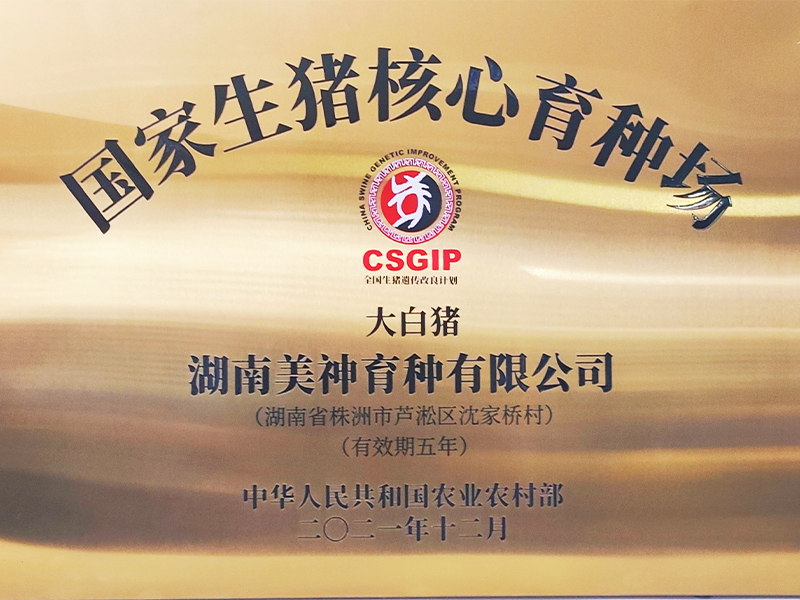 国家生猪核心育种场
CHINA SWINE GENETIC IMPROVEMENT PROGRAM
CSGIP
全国生猪遗传改良计划
大白猪
湖南美神育种有限公司
（湖南省株洲市芦淞区沈家桥村）
（有效期五年）
中华人民共和国农业农村部
二〇二一年十二月